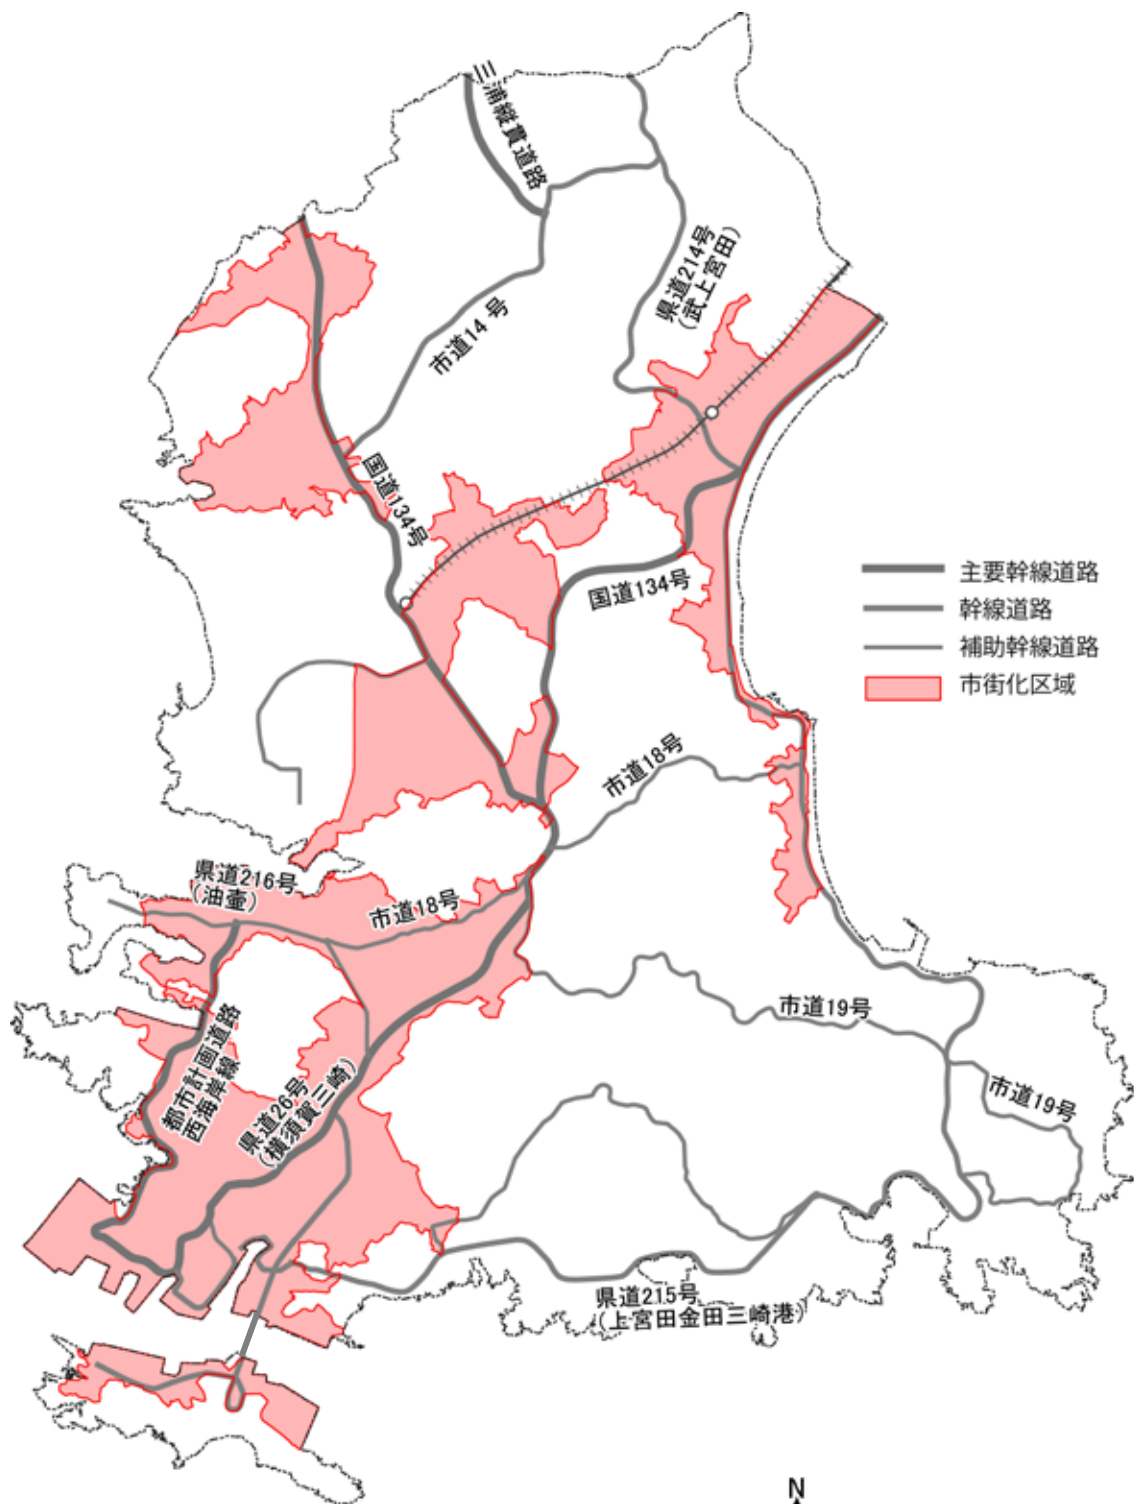 三浦縦貫道路
県道214号
(武上宮田)
市道14号
国道134号
国道134号
主要幹線道路
幹線道路
補助幹線道路
市街化区域
市道18号
県道216号
(油壷)
市道18号
市道19号
市道19号
都市計画道路
西海岸線
県道26号
(横須賀三崎)
県道215号
(上宮田金田三崎港)
N